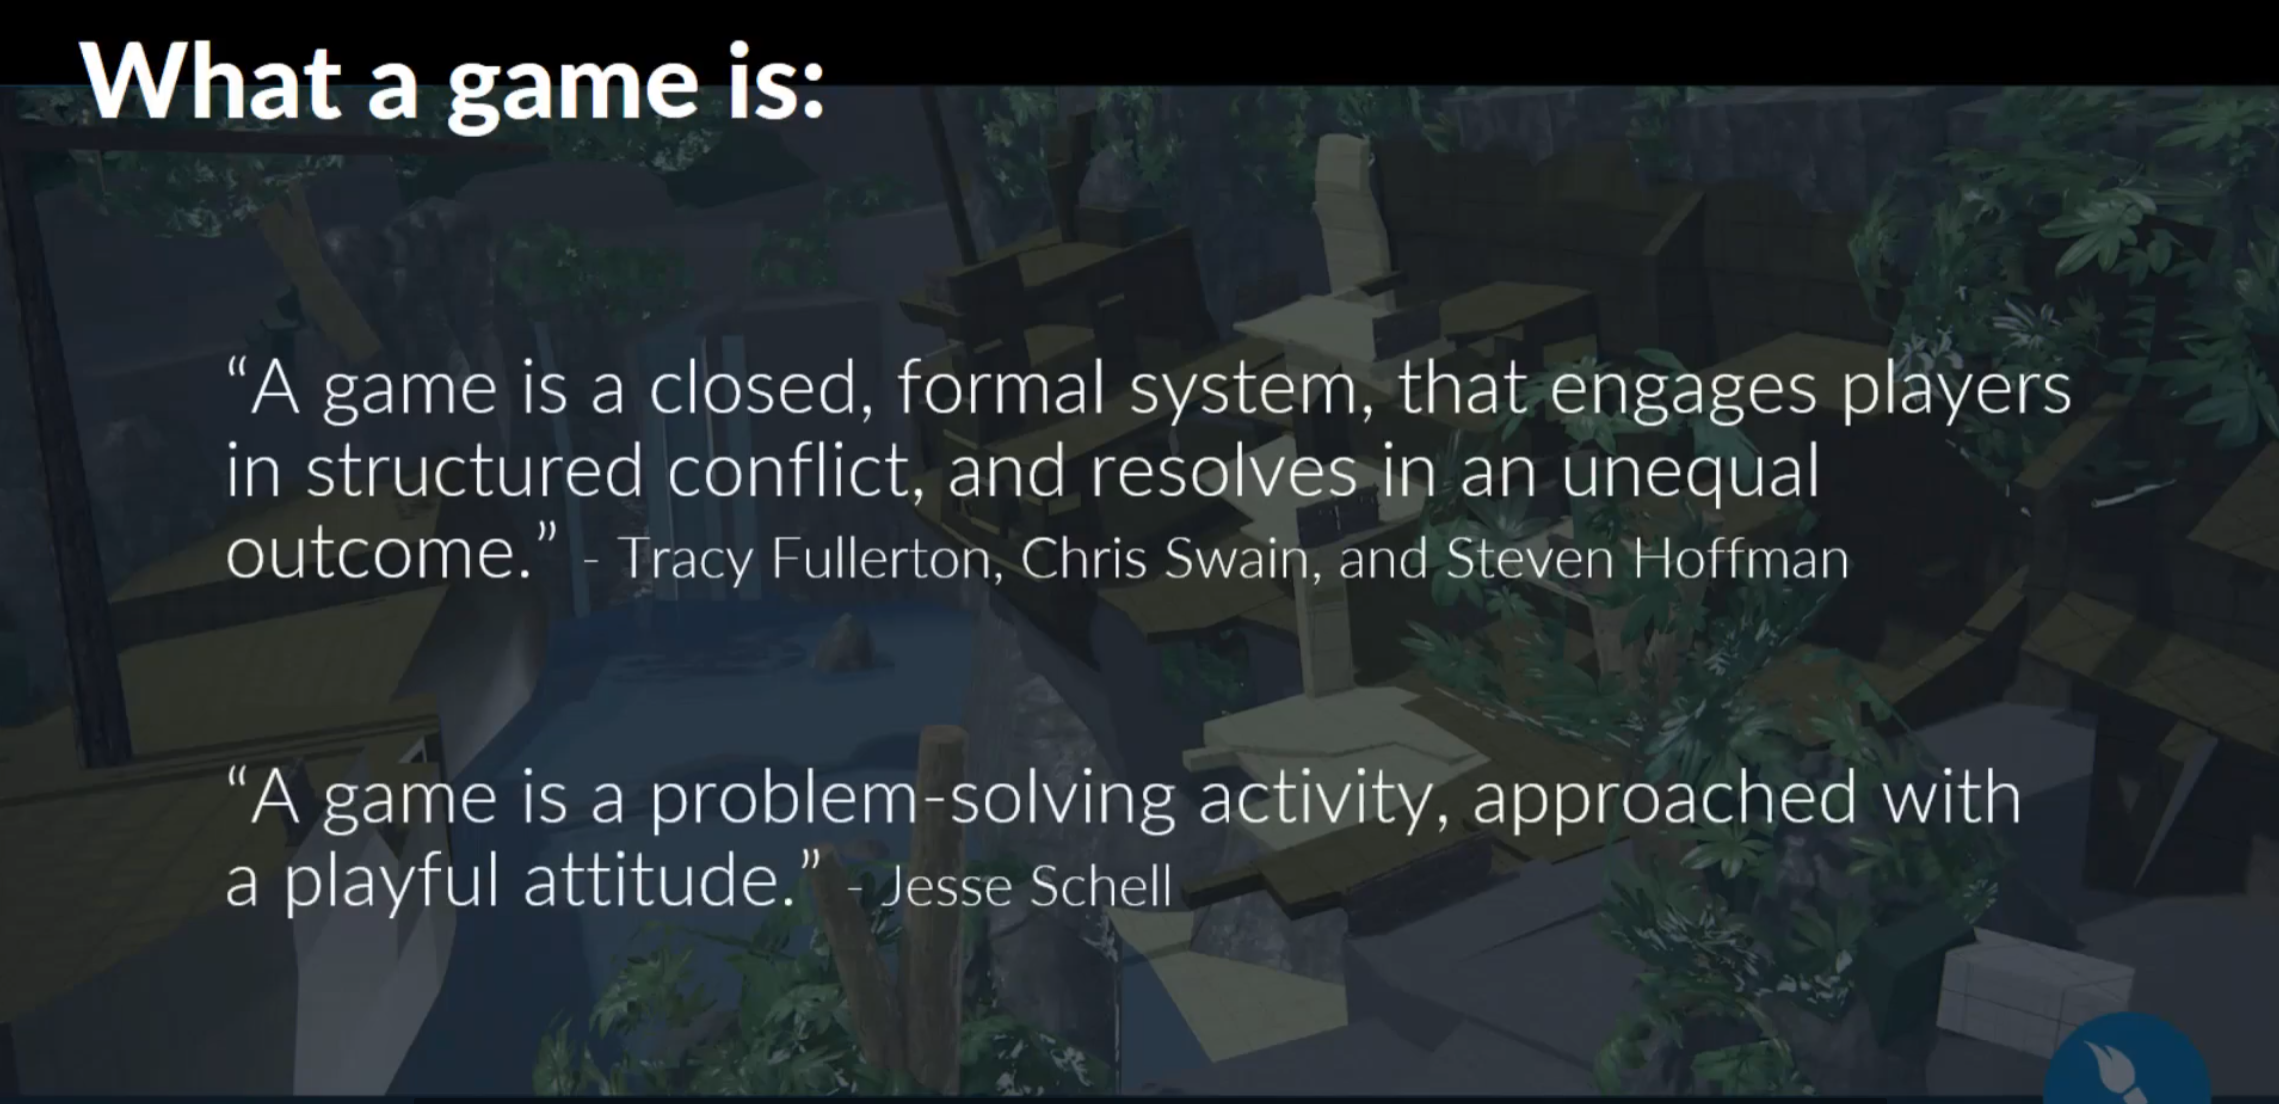 What a game is:
“A game is a closed, formal system, that engages players
in structured conflict, and resolves in an unequal
outcome.” - Tracy Fullerton, Chris Swain, and Steven Hoffman
“A game is a problem-solving activity, approached with
a playful attitude.” - Jesse Schell